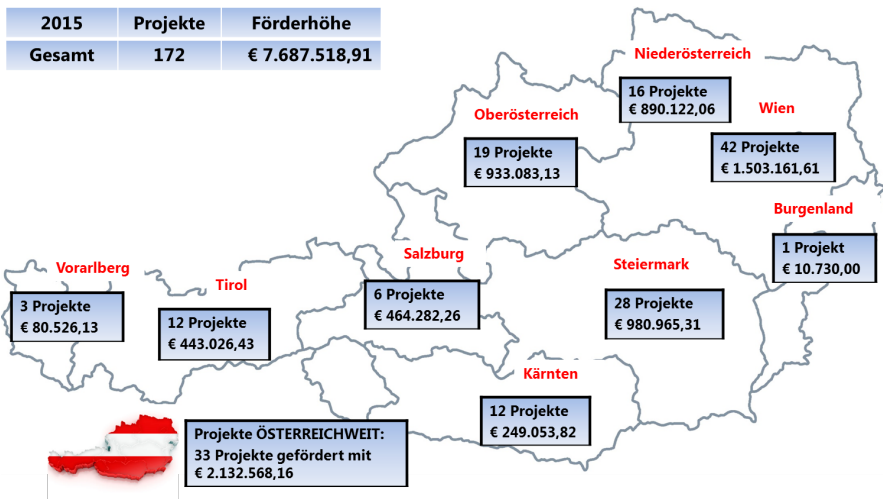 2015 Projekte Förderhöhe
Gesamt 172 € 7.687.518,91
Niederösterreich
16 Projekte
€ 890.122,06
Wien
42 Projekte
€ 1.503.161,61
Oberösterreich
19 Projekte
€ 933.083,13
Burgenland
1 Projekt
€ 10.730,00
Salzburg
6 Projekte
€ 464.282,26
Steiermark
28 Projekte
€ 980.965,31
Vorarlberg
3 Projekte
€ 80.526,13
Tirol
12 Projekte
€ 443.026,43
Kärnten
12 Projekte
€ 249.053,82
Projekte ÖSTERREICHWEIT:
33 Projekte gefördert mit
€ 2.132.568,16